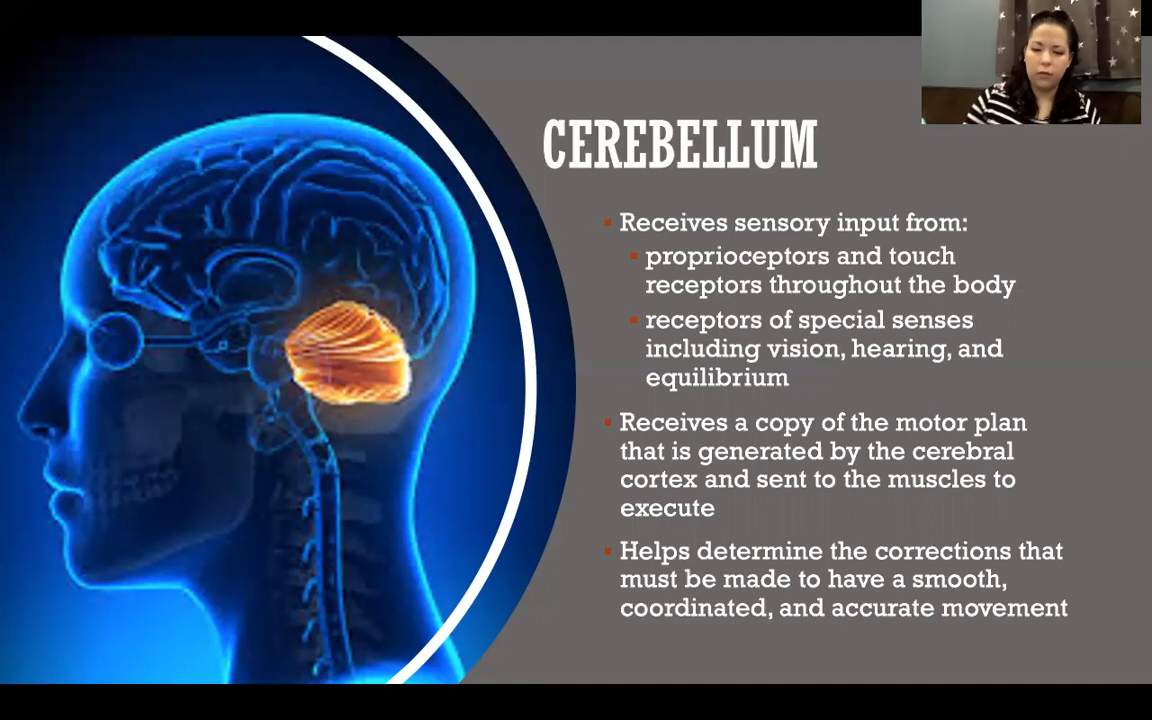 CEREBELLUM
Receives sensory input from:
proprioceptors and touch
receptors throughout the body
receptors of special senses
including vision, hearing, and
equilibrium
Receives a copy of the motor plan
that is generated by the cerebral
cortex and sent to the muscles to
execute
Helps determine the corrections that
must be made to have a smooth,
coordinated, and accurate movement